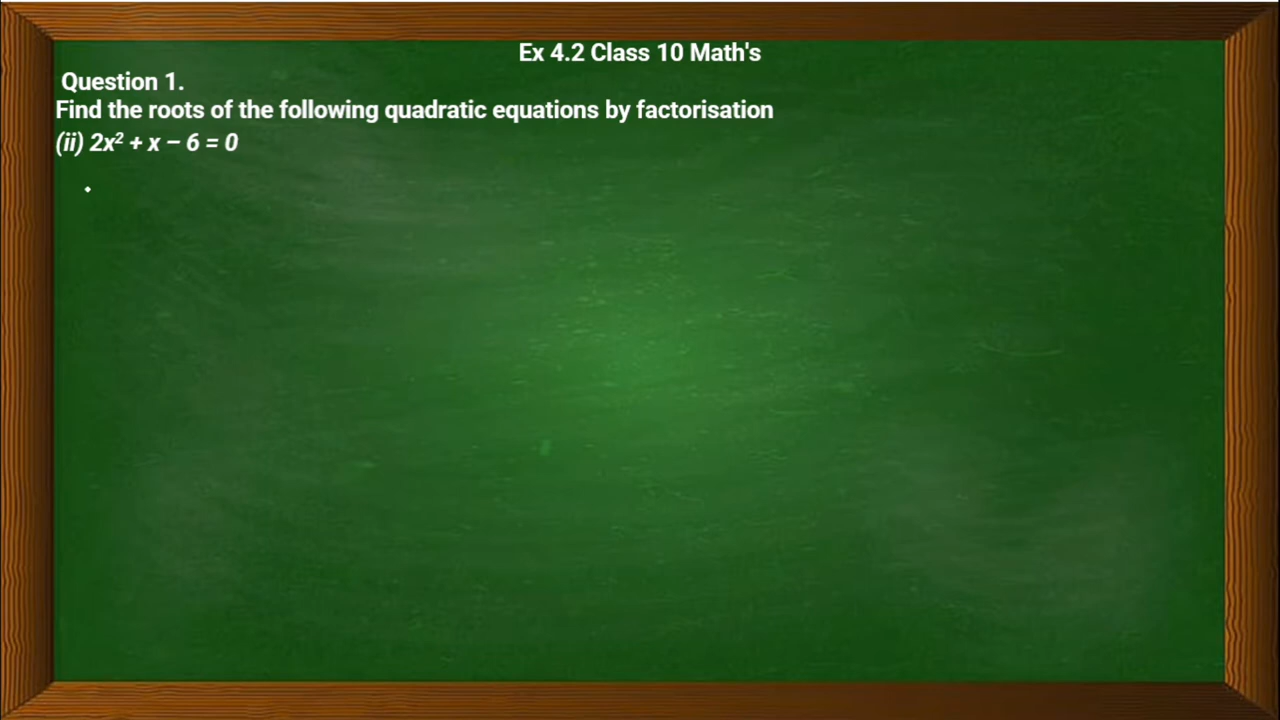 Ex 4.2 Class 10 Math's
Question 1.
Find the roots of the following quadratic equations by factorisation
(ii) 2x² + x – 6 = 0